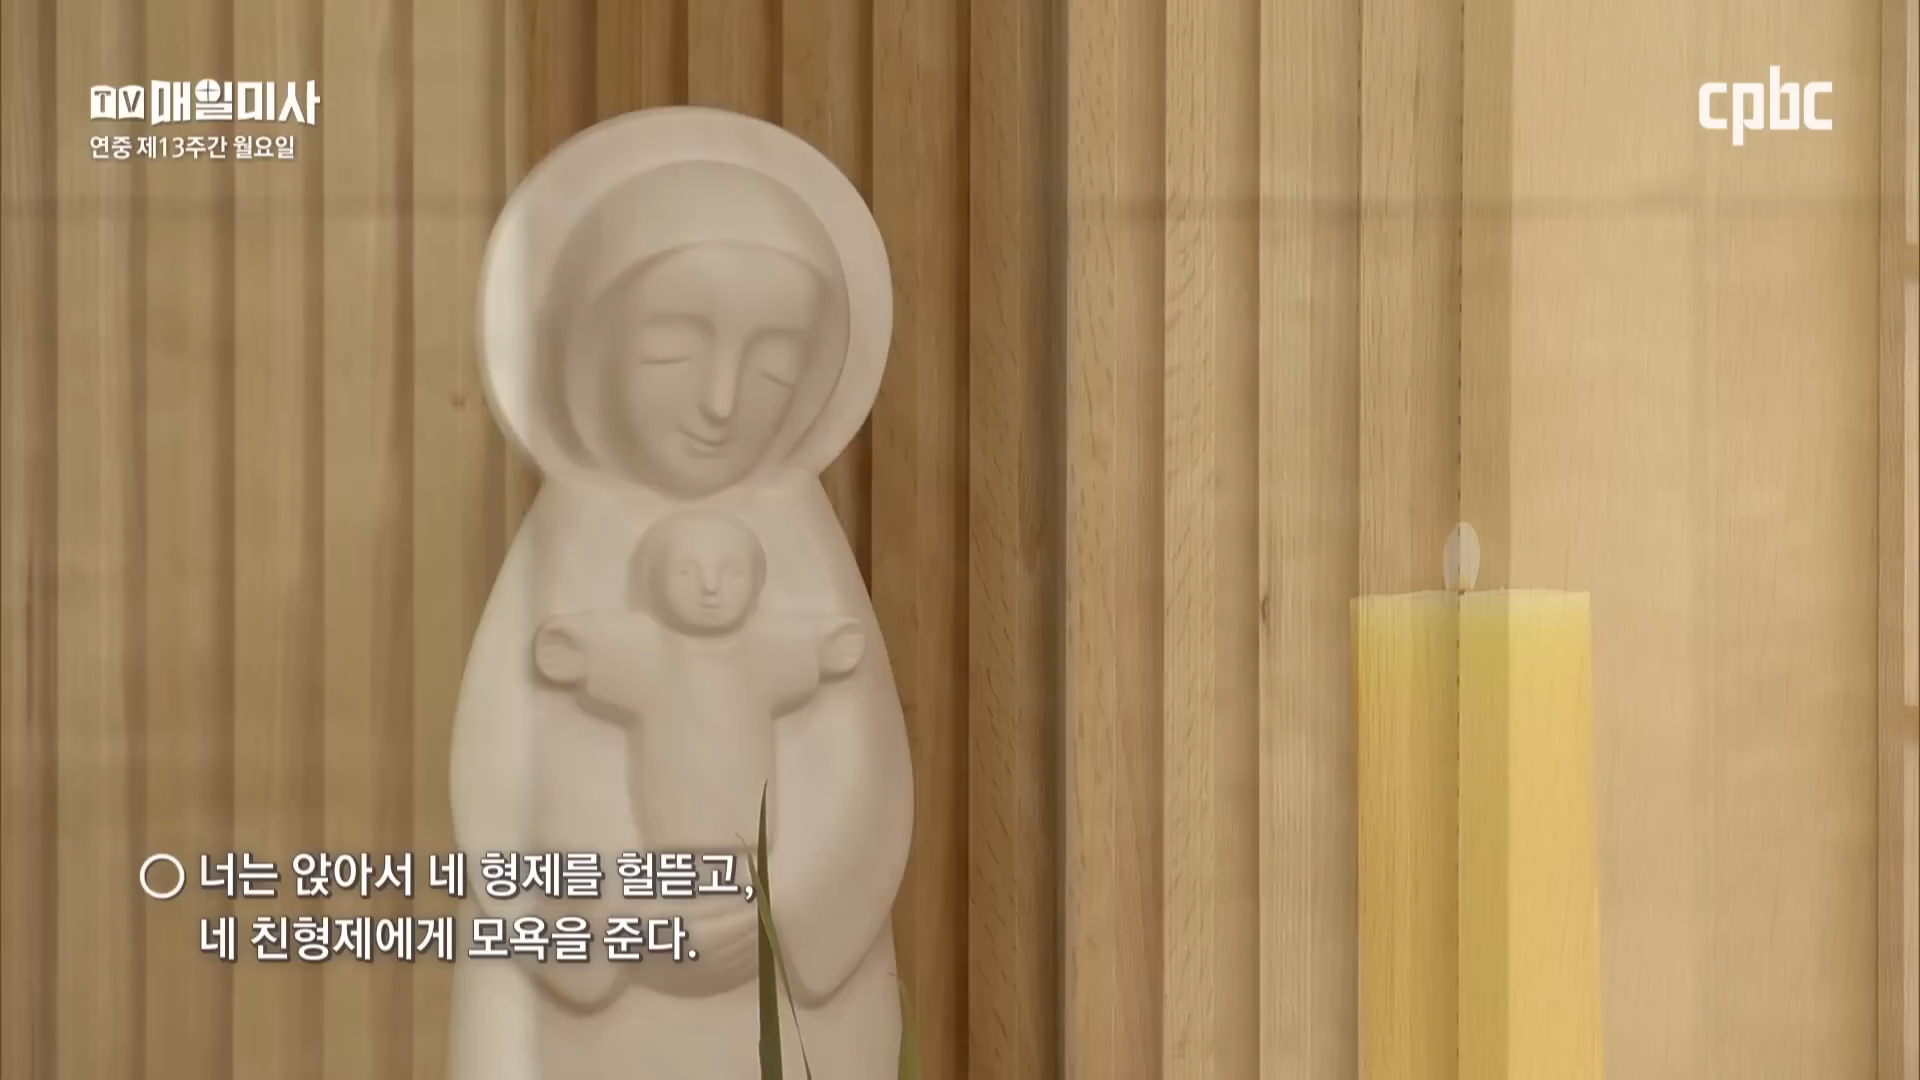 TV매일미사
연중 제13주간 월요일
cpbc
○ 너는 앉아서 네 형제를 헐뜯고,
네 친형제에게 모욕을 준다.